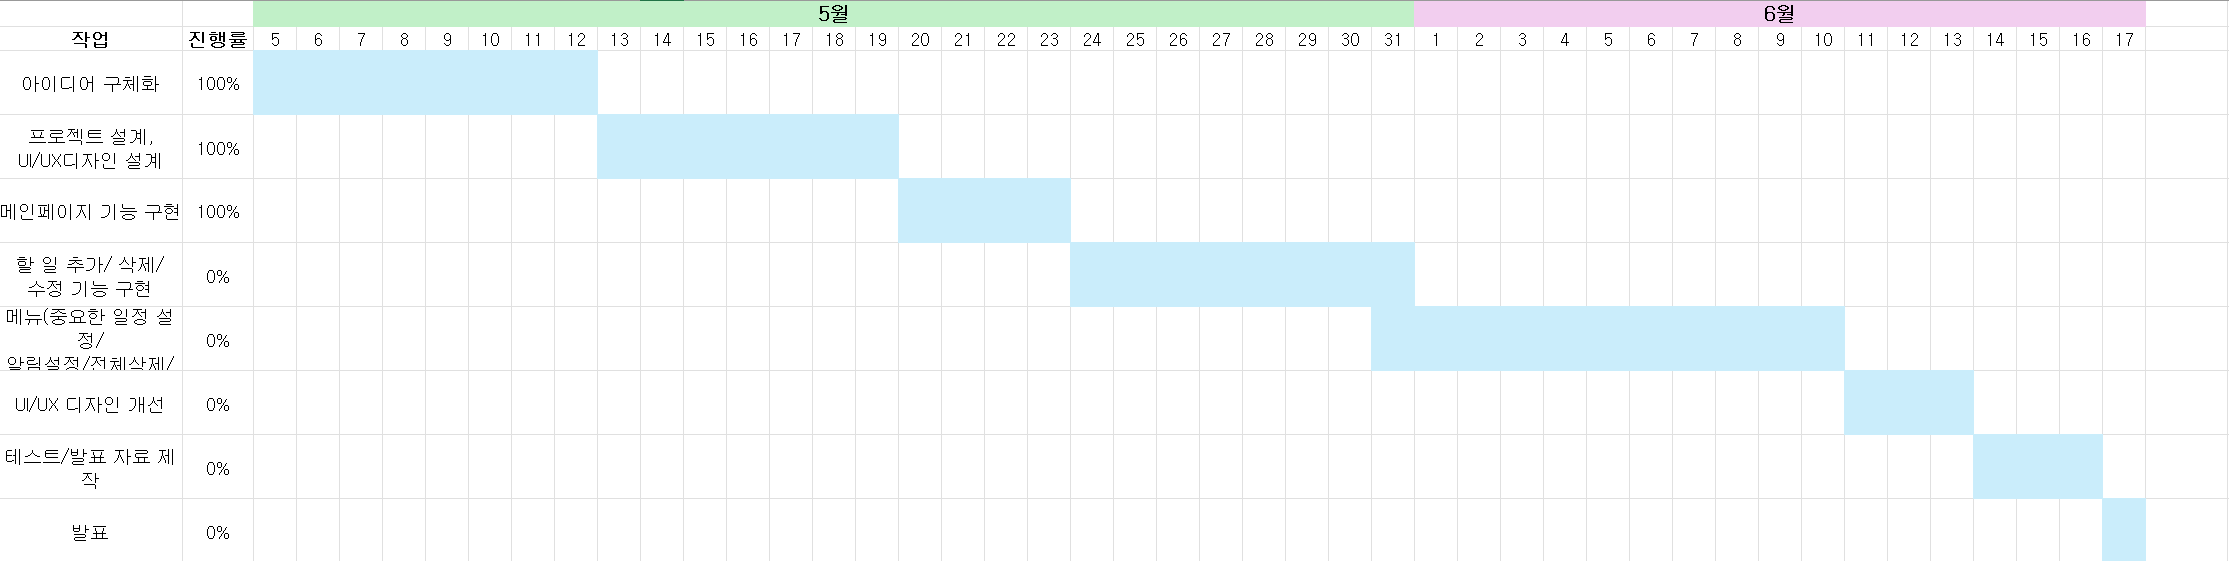 5월 6월
작업 진행률 5 6 7 8 9 10 11 12 13 14 15 16 17 18 19 20 21 22 23 24 25 26 27 28 29 30 31 1 2 3 4 5 6 7 8 9 10 11 12 13 14 15 16 17
아이디어 구체화 100%
프로젝트 설계,
UI/UX디자인 설계 100%
메인페이지 기능 구현 100%
할 일 추가/ 삭제/
수정 기능 구현 0%
메뉴(중요한 일정 설
정/ 0%
알림설정/전체삭제/
UI/UX 디자인 개선 0%
테스트/발표 자료 제
작 0%
발표 0%